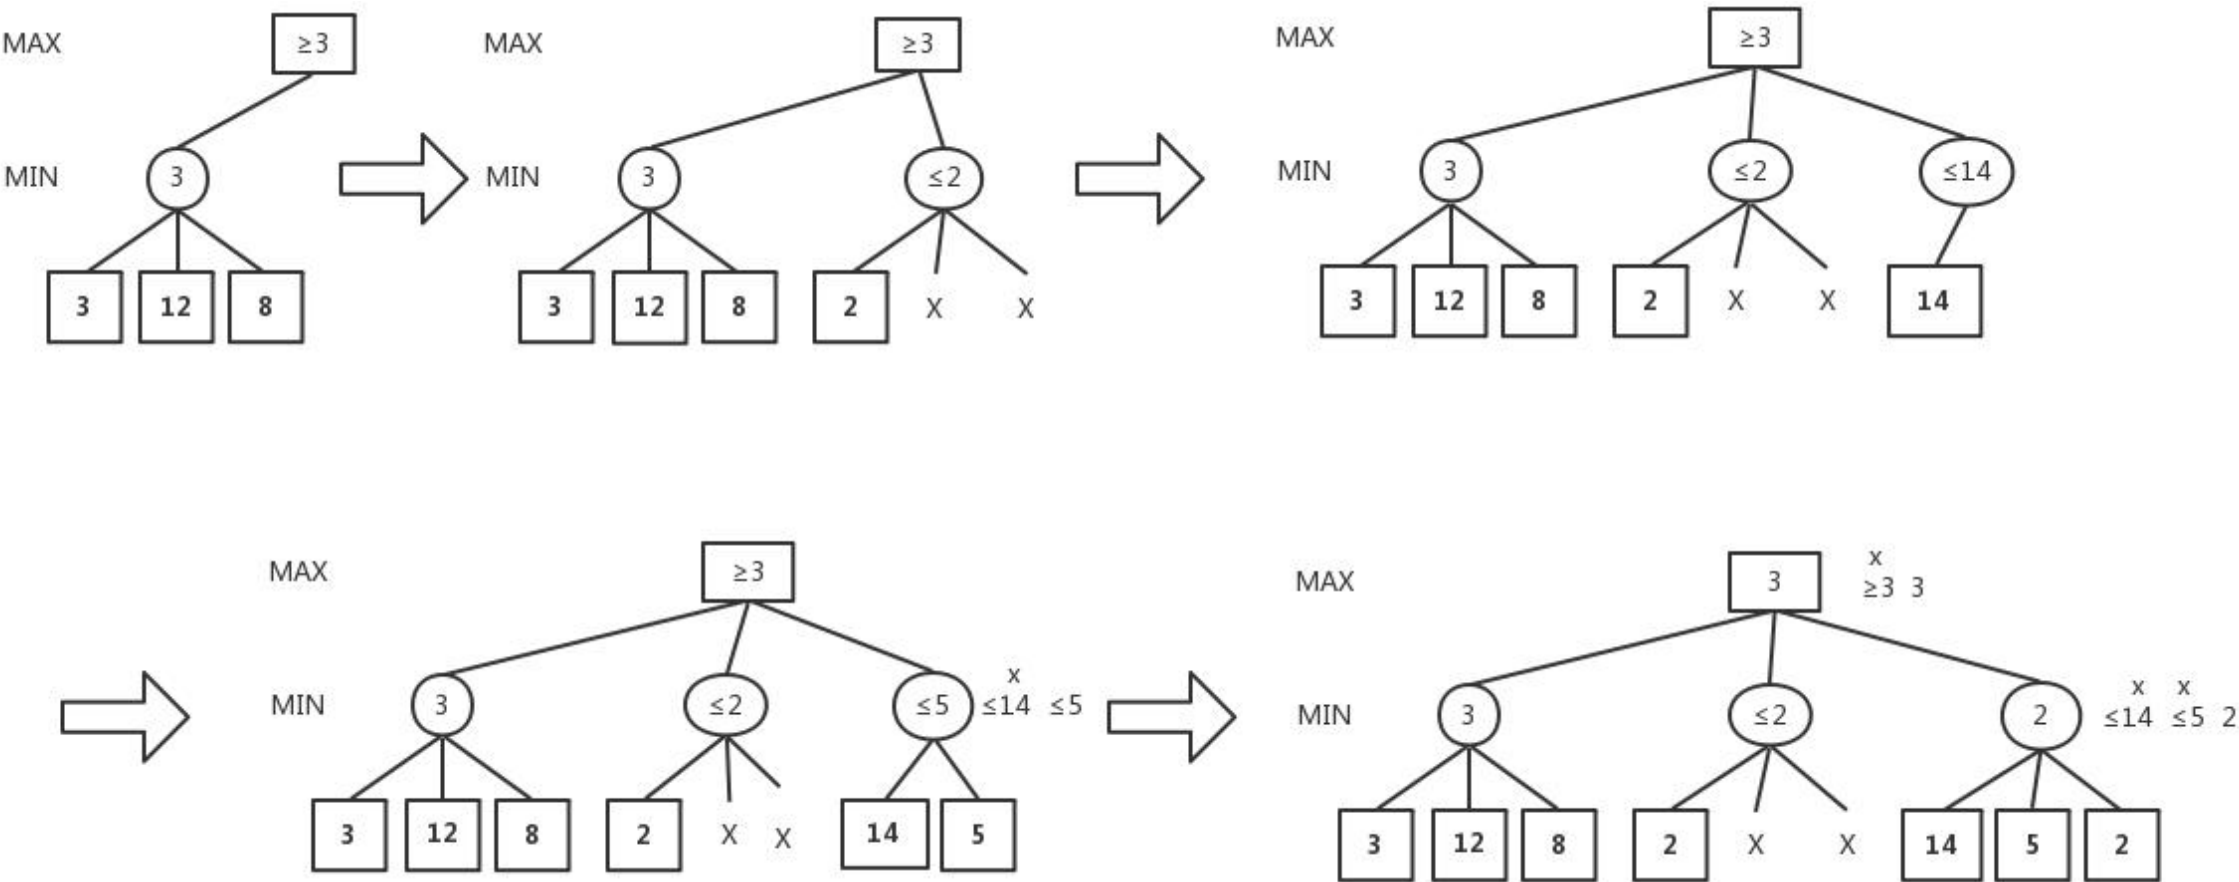 MAX ≥3 MAX ≥3 MAX ≥3
MIN 3 MIN 3 ≤2 MIN 3 ≤2 ≤14
3 12 8 3 12 8 2 X X 3 12 8 2 X X 14
MAX ≥3
x
MAX 3 ≥3 3
x
MIN 3 ≤2 ≤5 ≤14 ≤5
x x
MIN 3 ≤2 2 ≤14 ≤5 2
3 12 8 2 X X 14 5
3 12 8 2 X X 14 5 2